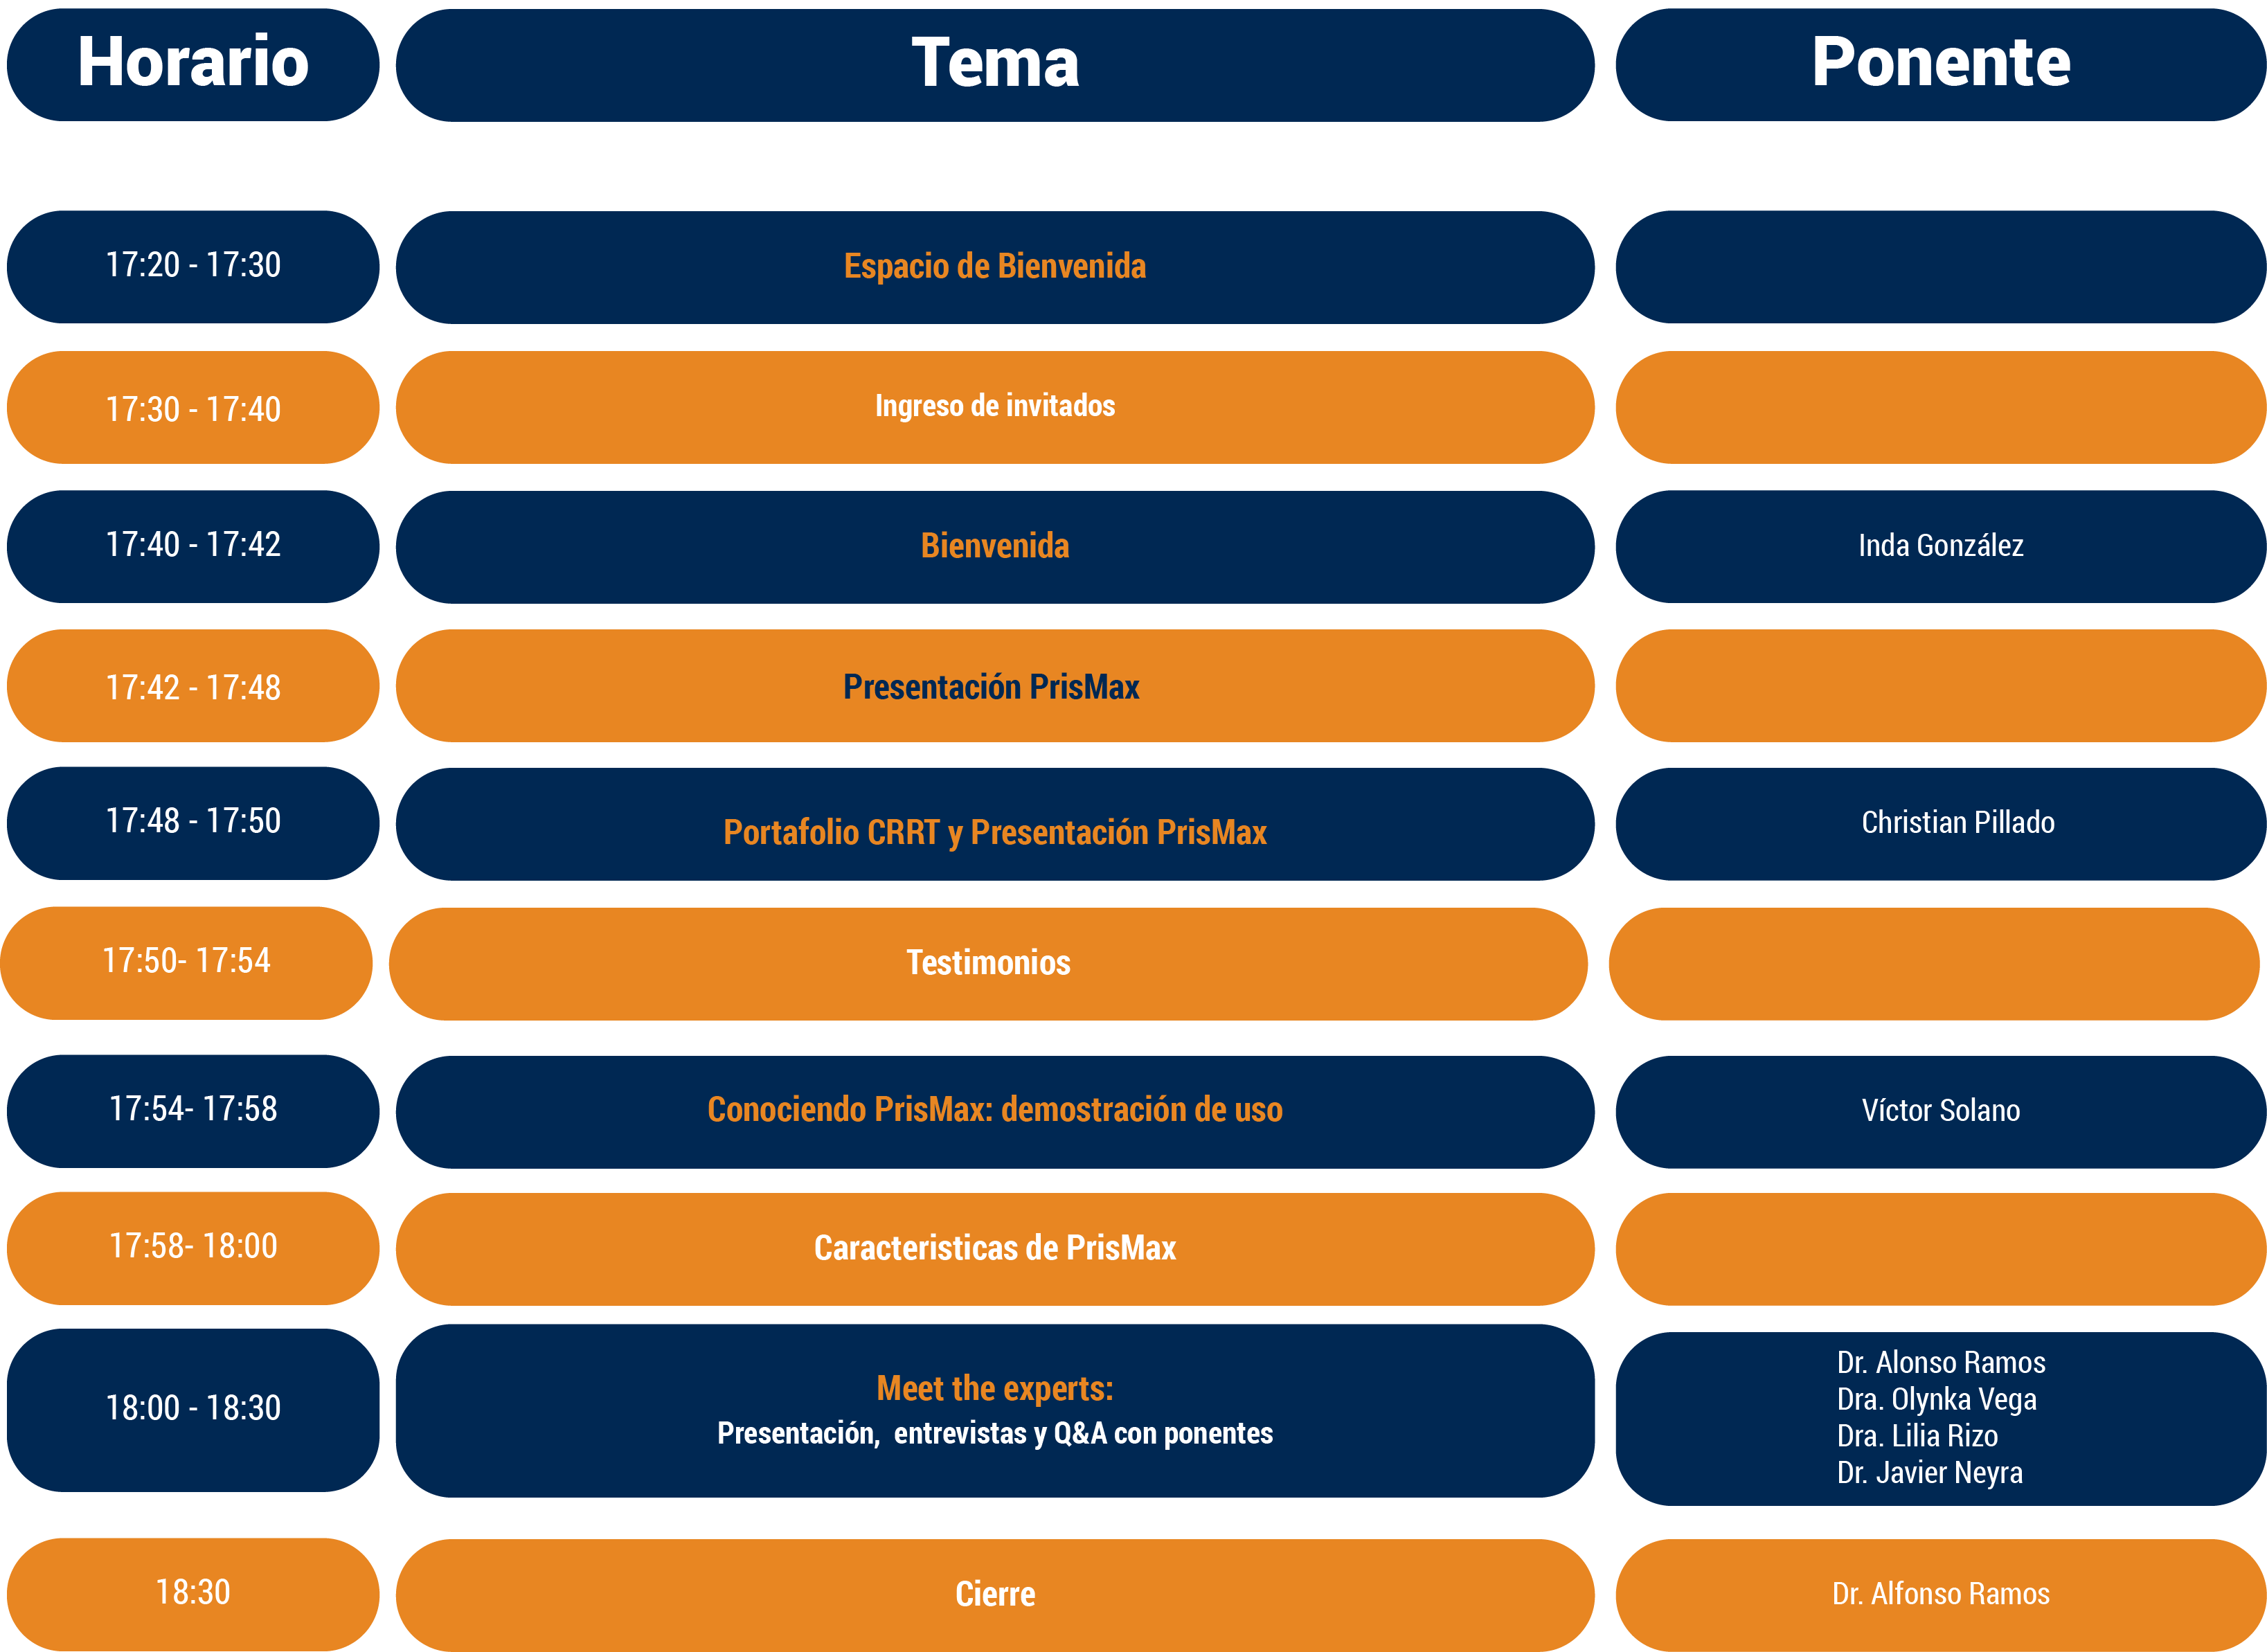 Horario Tema Ponente
17:20 - 17:30 Espacio de Bienvenida
17:30 - 17:40 Ingreso de invitados
17:40 - 17:42 Bienvenida Inda González
17:42 - 17:48 Presentación PrisMax
17:48 - 17:50 Portafolio CRRT y Presentación PrisMax Christian Pillado
17:50- 17:54 Testimonios
17:54- 17:58 Conociendo PrisMax: demostración de uso Víctor Solano
17:58- 18:00 Caracteristicas de PrisMax
18:00 - 18:30
Meet the experts:
Presentación, entrevistas y Q&A con ponentes
Dr. Alonso Ramos
Dra. Olynka Vega
Dra. Lilia Rizo
Dr. Javier Neyra
18:30 Cierre Dr. Alfonso Ramos